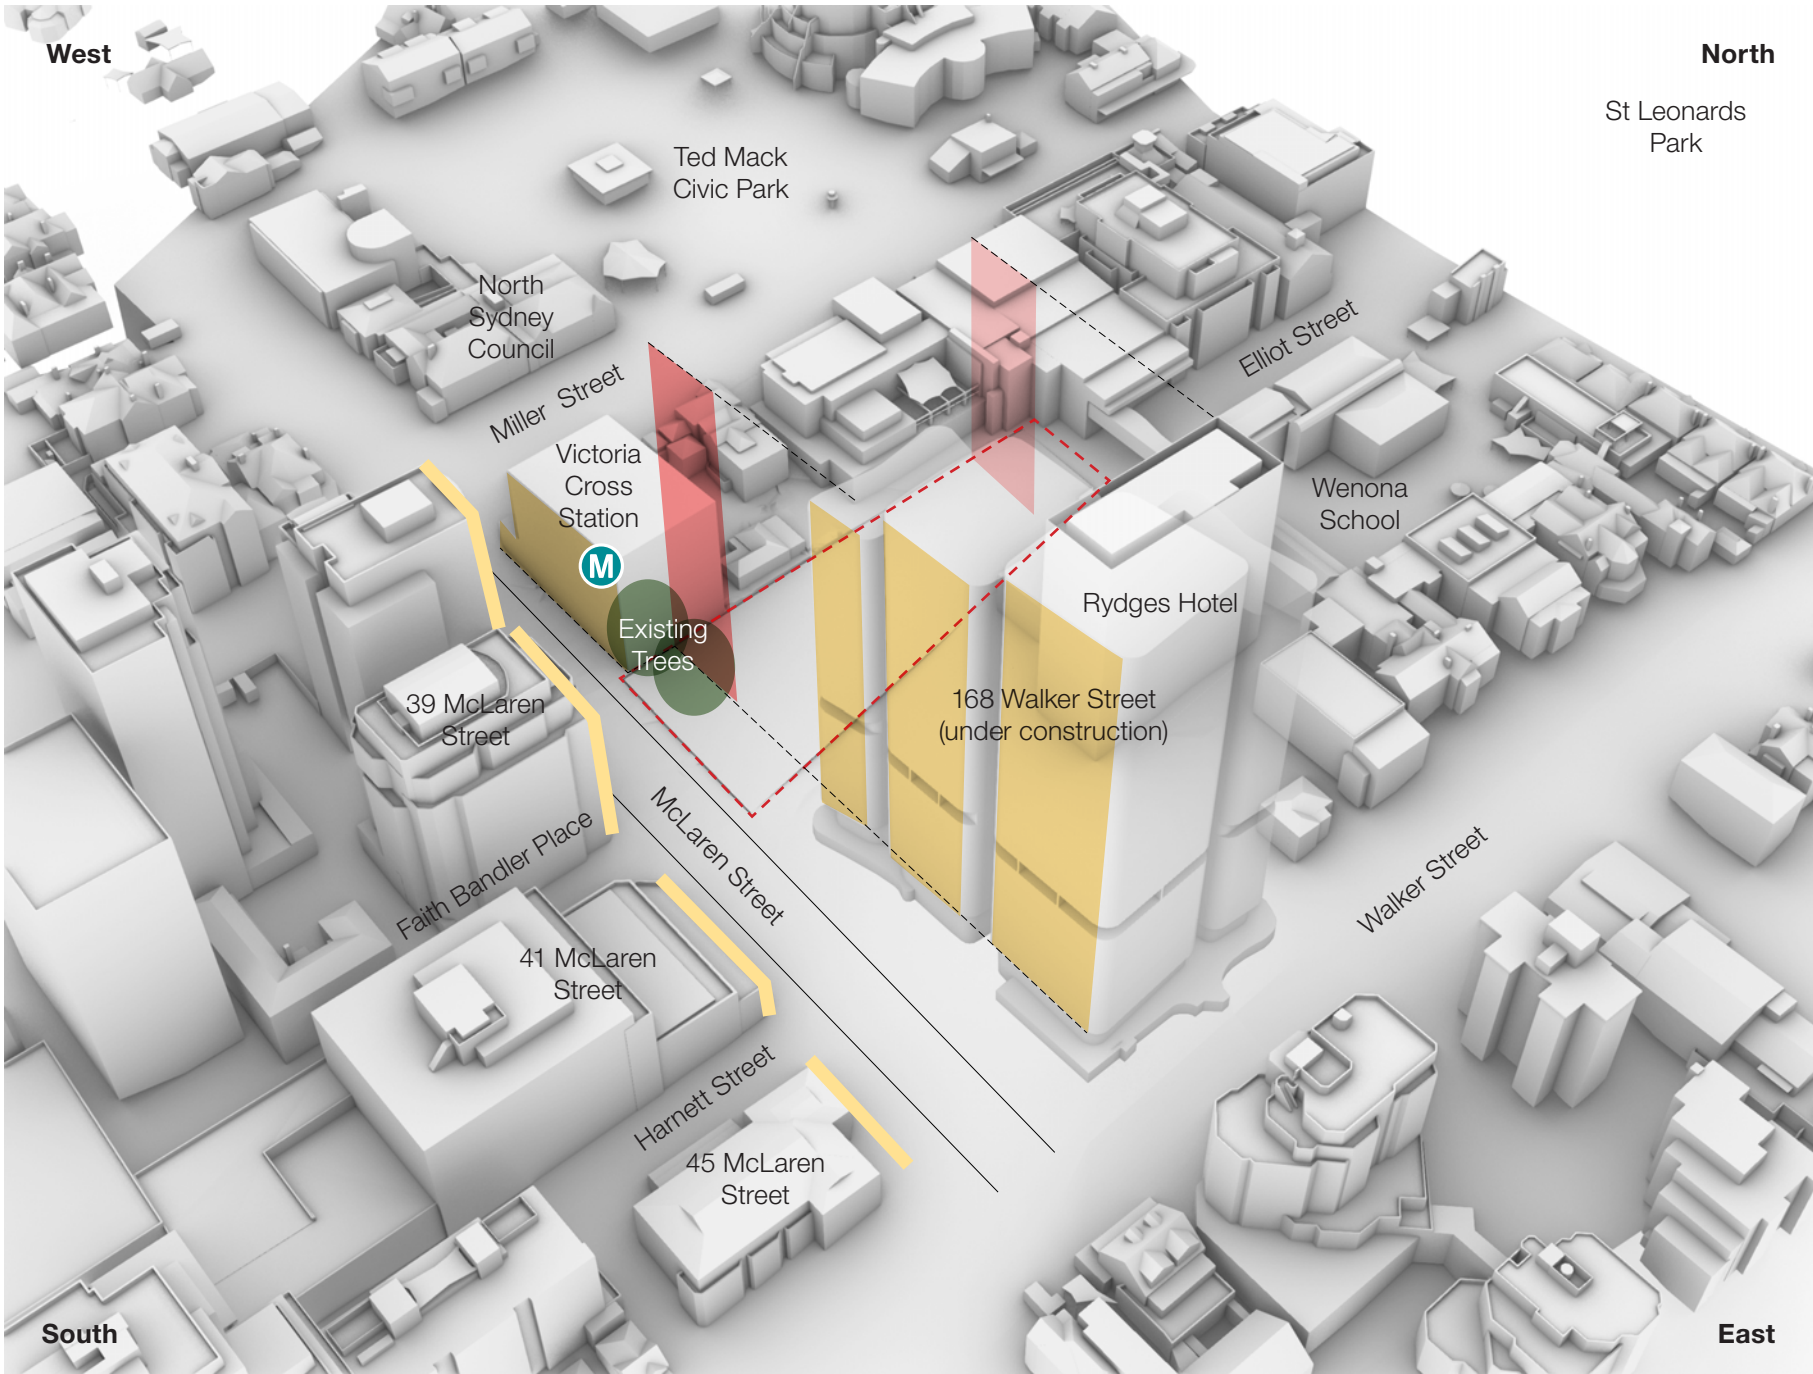 West
North
St Leonards
Park
Ted Mack
Civic Park
North
Sydney
Council
Miller Street
Elliot Street
Victoria
Cross
Station
M
Wenona
School
Rydges Hotel
Existing
Trees
39 McLaren
Street
168 Walker Street
(under construction)
McLaren Street
Faith Bandler Place
Walker Street
41 McLaren
Street
Harnett Street
45 McLaren
Street
South
East